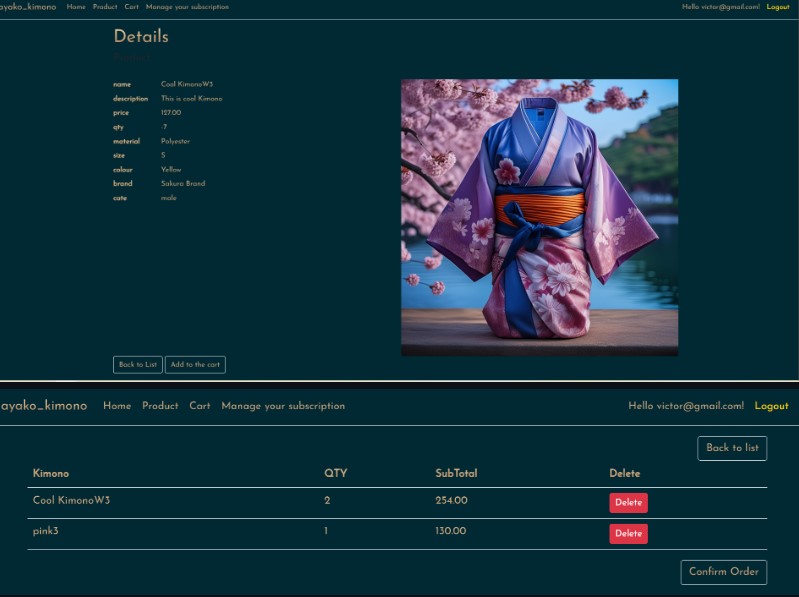 ayako_kimono Home Product Cart Manage your subscription Hello victor@gmail.com! Logout
Details
name Cool KimonoW3
description This is cool Kimono
price 127.00
qty -7
material Polyester
size S
colour Yellow
brand Sakura Brand
cate male
Back to List Add to the cart
ayako_kimono Home Product Cart Manage your subscription Hello victor@gmail.com! Logout
Back to list
Kimono QTY SubTotal Delete
Cool KimonoW3 2 254.00 Delete
pink3 1 130.00 Delete
Confirm Order